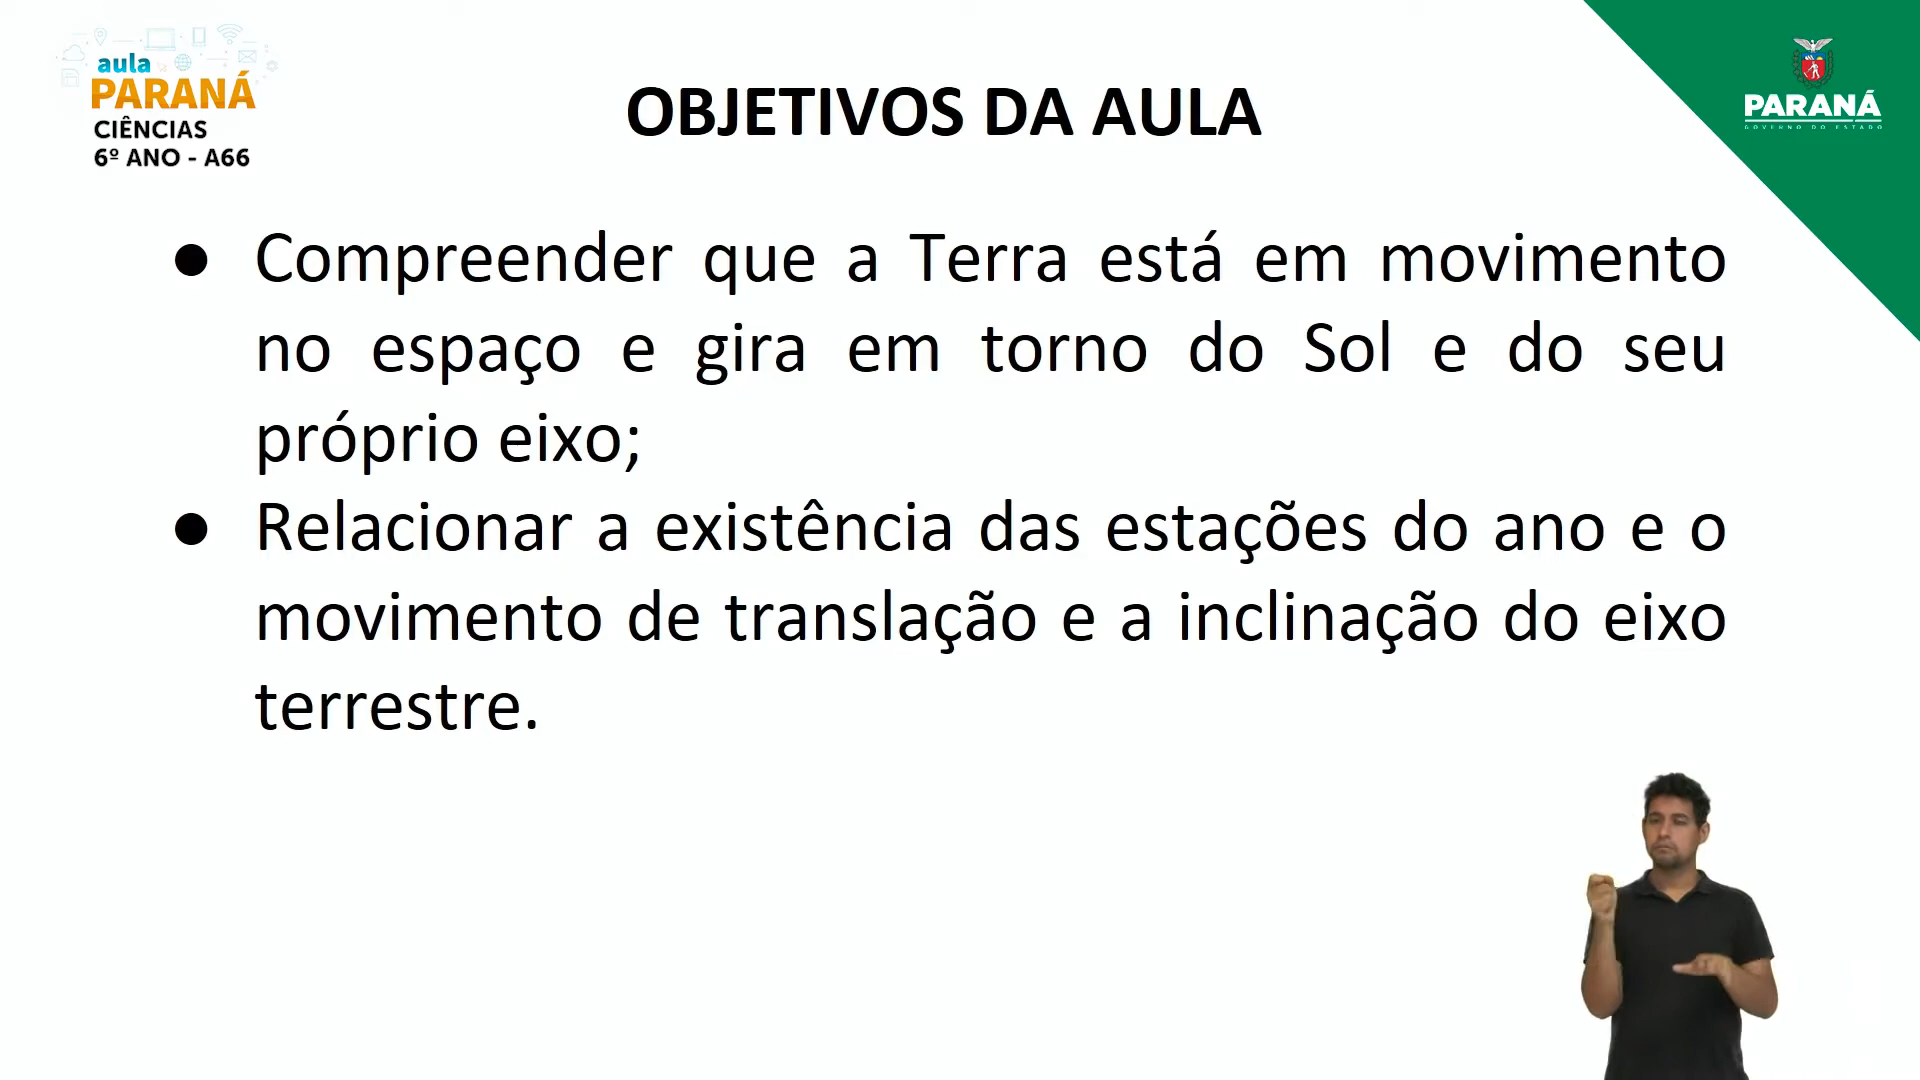 aula
PARANÁ
CIÊNCIAS
6º ANO - A66
OBJETIVOS DA AULA
PARANÁ
GOVERNO DO ESTADO
● Compreender que a Terra está em movimento
no espaço e gira em torno do Sol e do seu
próprio eixo;
● Relacionar a existência das estações do ano e o
movimento de translação e a inclinação do eixo
terrestre.